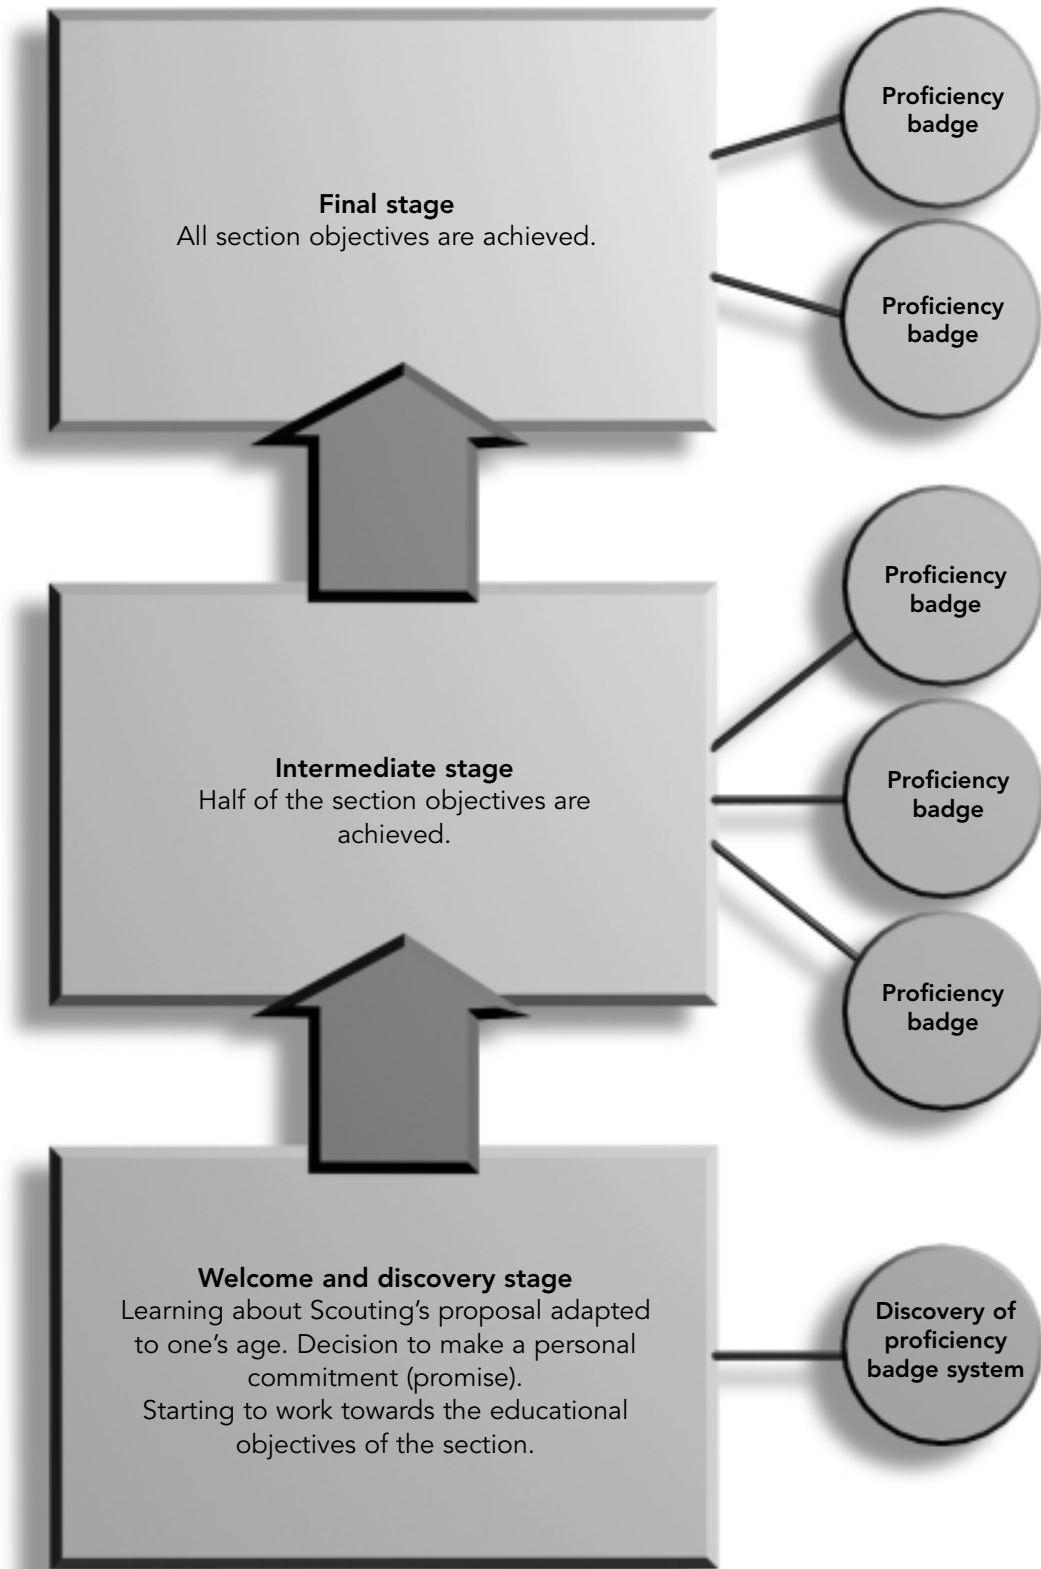 Proficiency
badge
Final stage
All section objectives are achieved.
Proficiency
badge
Proficiency
badge
Intermediate stage
Half of the section objectives are
achieved.
Proficiency
badge
Proficiency
badge
Welcome and discovery stage
Learning about Scouting’s proposal adapted
to one’s age. Decision to make a personal
commitment (promise).
Starting to work towards the educational
objectives of the section.
Discovery of
proficiency
badge system